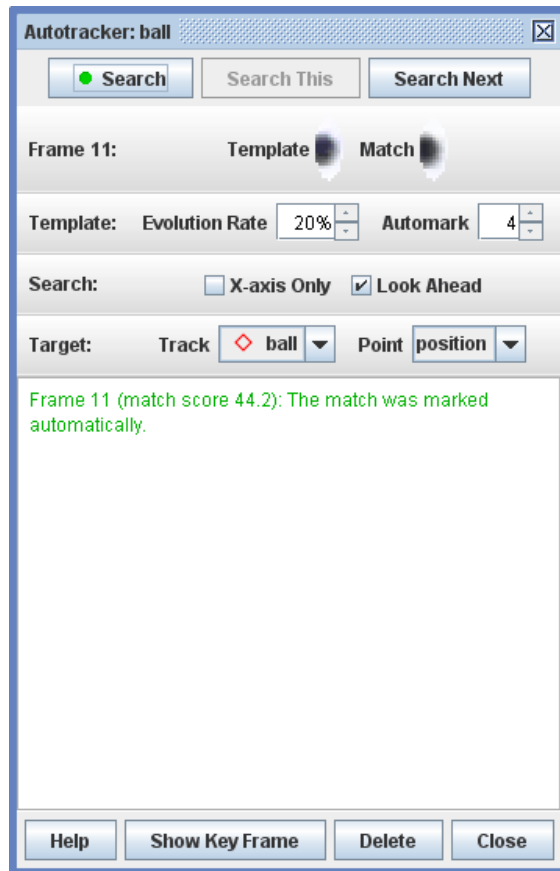 Autotracker: ball
Search Search This Search Next
Frame 11: Template Match
Template: Evolution Rate 20% Automark 4
Search: X-axis Only Look Ahead
Target: Track ball Point position
Frame 11 (match score 44.2): The match was marked
automatically.
Help Show Key Frame Delete Close